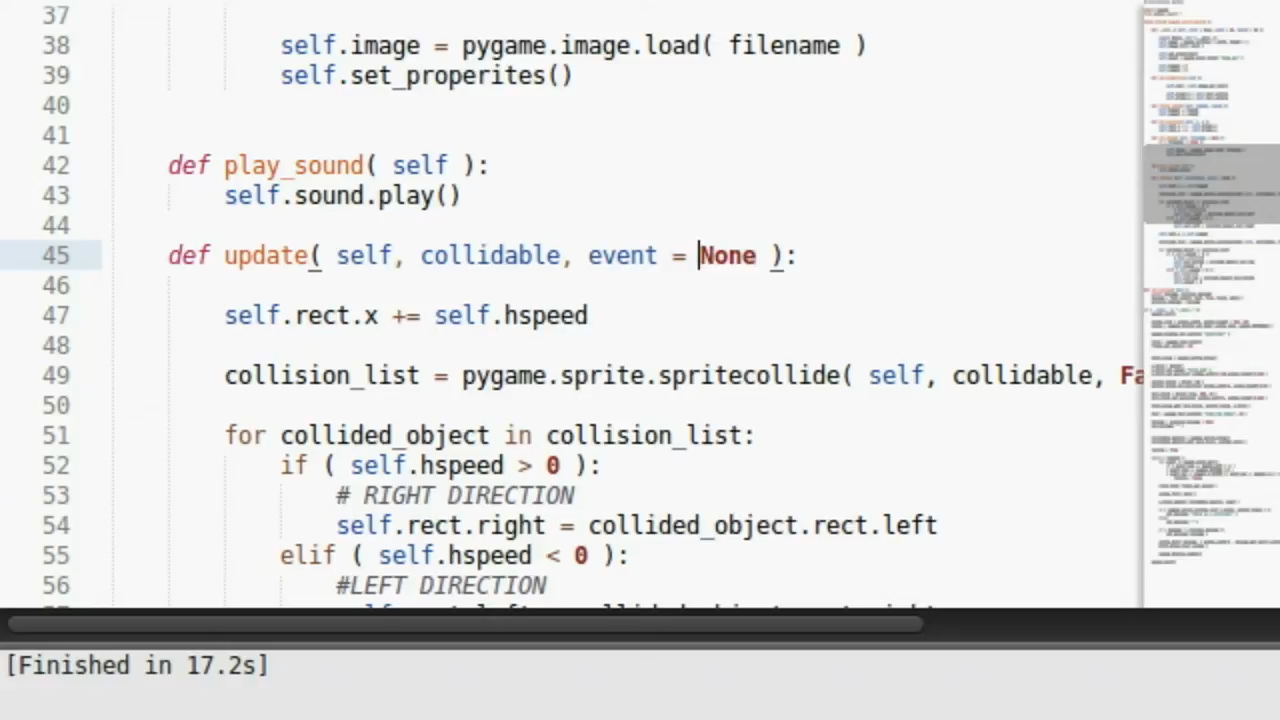 37
38 self.image = pygame.image.load( filename )
39 self.set_properites()
40
41
42 def play_sound( self ):
43 self.sound.play()
44
45 def update( self, collidable, event = None ):
46
47 self.rect.x += self.hspeed
48
49 collision_list = pygame.sprite.spritecollide( self, collidable, Fa
50
51 for collided_object in collision_list:
52 if ( self.hspeed > 0 ):
53 # RIGHT DIRECTION
54 self.rect.right = collided_object.rect.left
55 elif ( self.hspeed < 0 ):
56 #LEFT DIRECTION
[Finished in 17.2s]